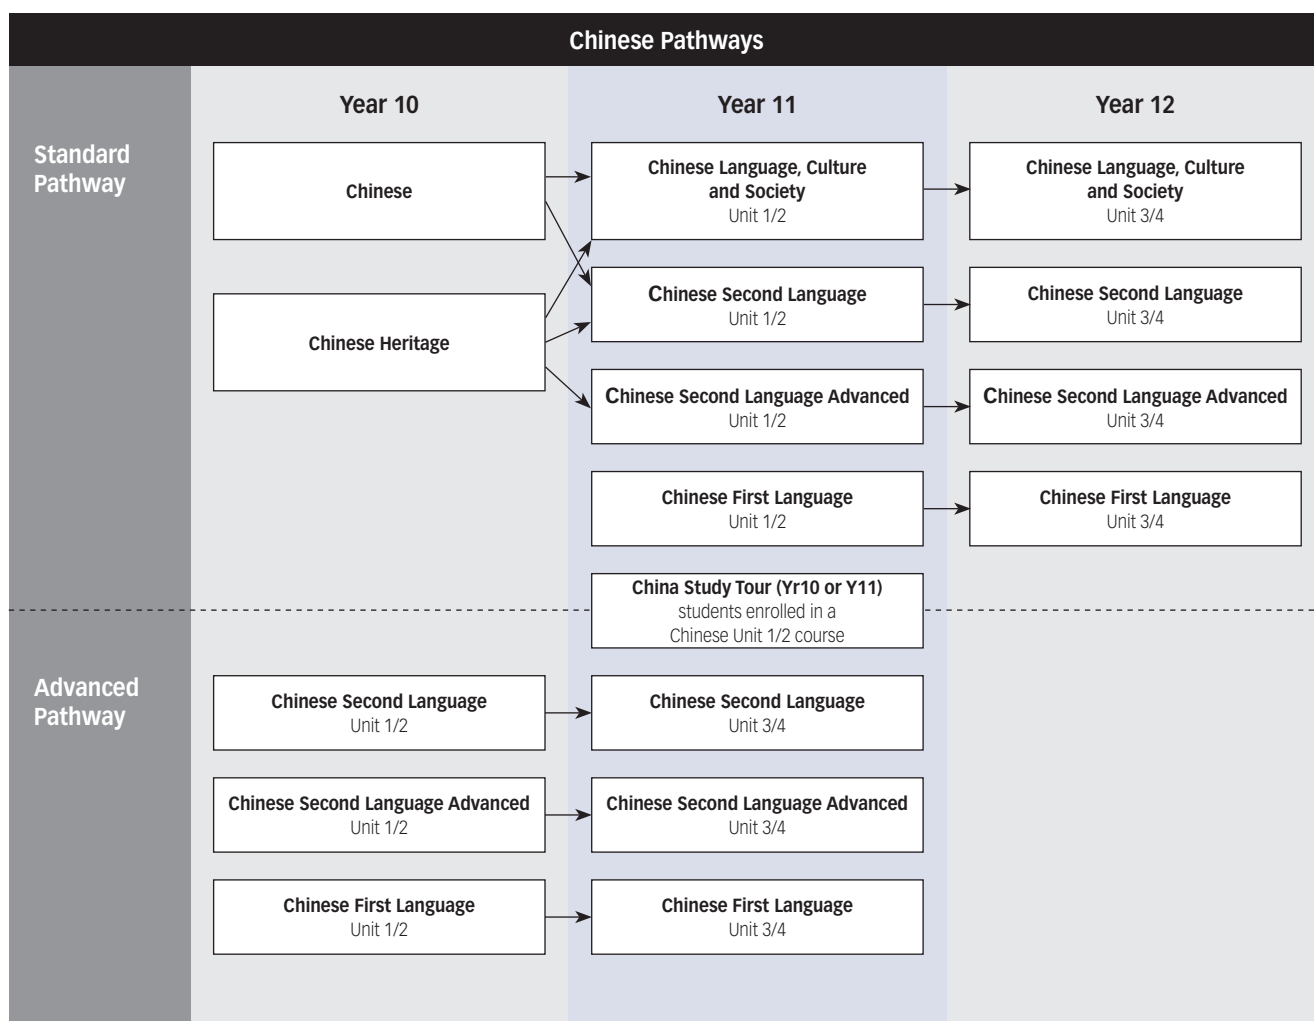 Chinese Pathways
Year 10
Year 11
Year 12
Standard
Pathway
Chinese
Chinese Heritage
Chinese Language, Culture
and Society
Unit 1/2
Chinese Second Language
Unit 1/2
Chinese Second Language Advanced
Unit 1/2
Chinese First Language
Unit 1/2
Chinese Language, Culture
and Society
Unit 3/4
Chinese Second Language
Unit 3/4
Chinese Second Language Advanced
Unit 3/4
Chinese First Language
Unit 3/4
China Study Tour (Yr10 or Y11)
students enrolled in a
Chinese Unit 1/2 course
Advanced
Pathway
Chinese Second Language
Unit 1/2
Chinese Second Language
Unit 3/4
Chinese Second Language Advanced
Unit 1/2
Chinese Second Language Advanced
Unit 3/4
Chinese First Language
Unit 1/2
Chinese First Language
Unit 3/4